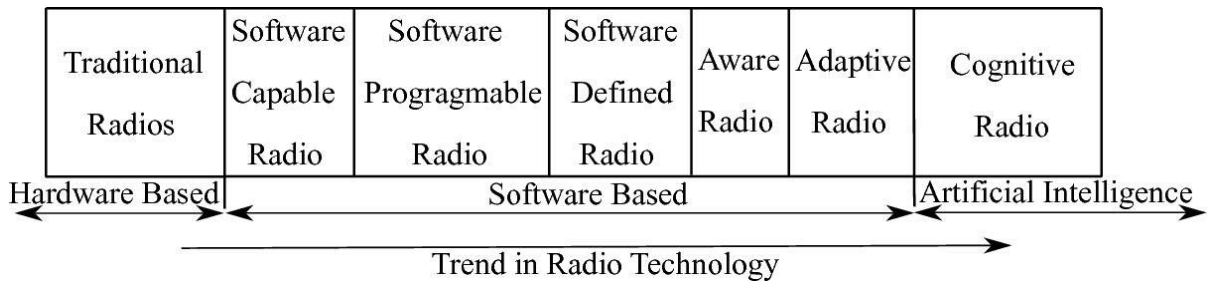 Traditional
Radios
Software
Capable
Radio
Software
Progragmable
Radio
Software
Defined
Radio
Aware
Radio
Adaptive
Radio
Cognitive
Radio
Hardware Based
Software Based
Artificial Intelligence
Trend in Radio Technology